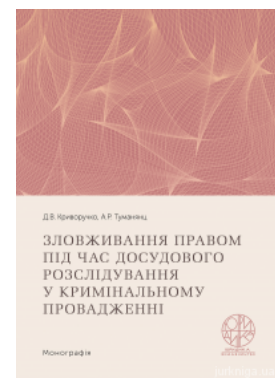 Д.В. Криворучко, А.Р. Туманянц
ЗЛОВЖИВАННЯ ПРАВОМ
ПІД ЧАС ДОСУДОВОГО
РОЗСЛІДУВАННЯ
У КРИМІНАЛЬНОМУ
ПРОВАДЖЕННІ
Монографія